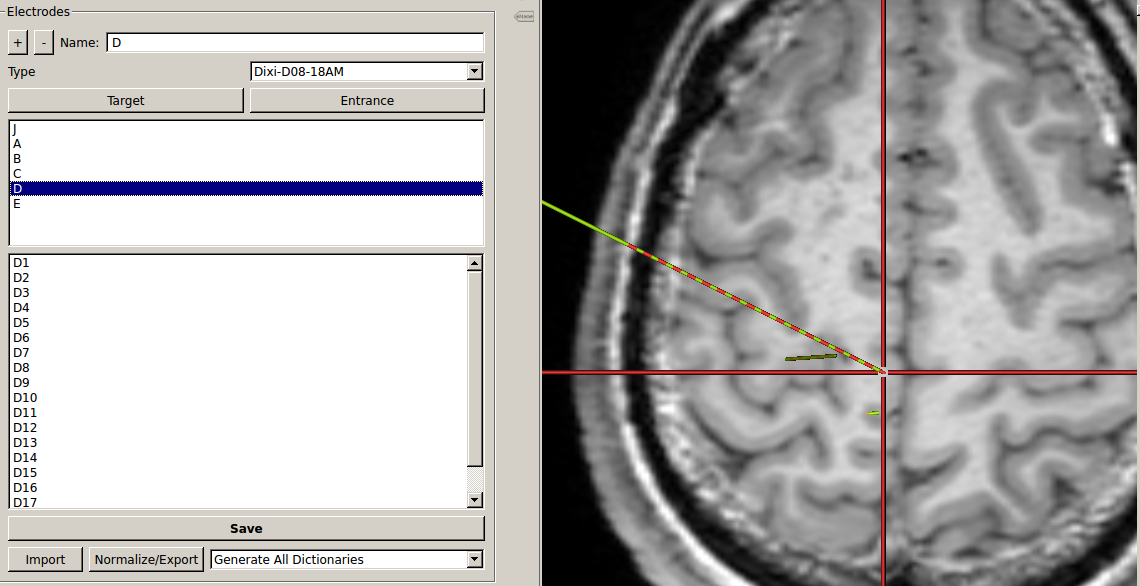 Electrodes
+ - Name: D
Type Dixi-D08-18AM
Target Entrance
J
A
B
C
D
E
D1
D2
D3
D4
D5
D6
D7
D8
D9
D10
D11
D12
D13
D14
D15
D16
D17
Save
Import Normalize/Export Generate All Dictionaries